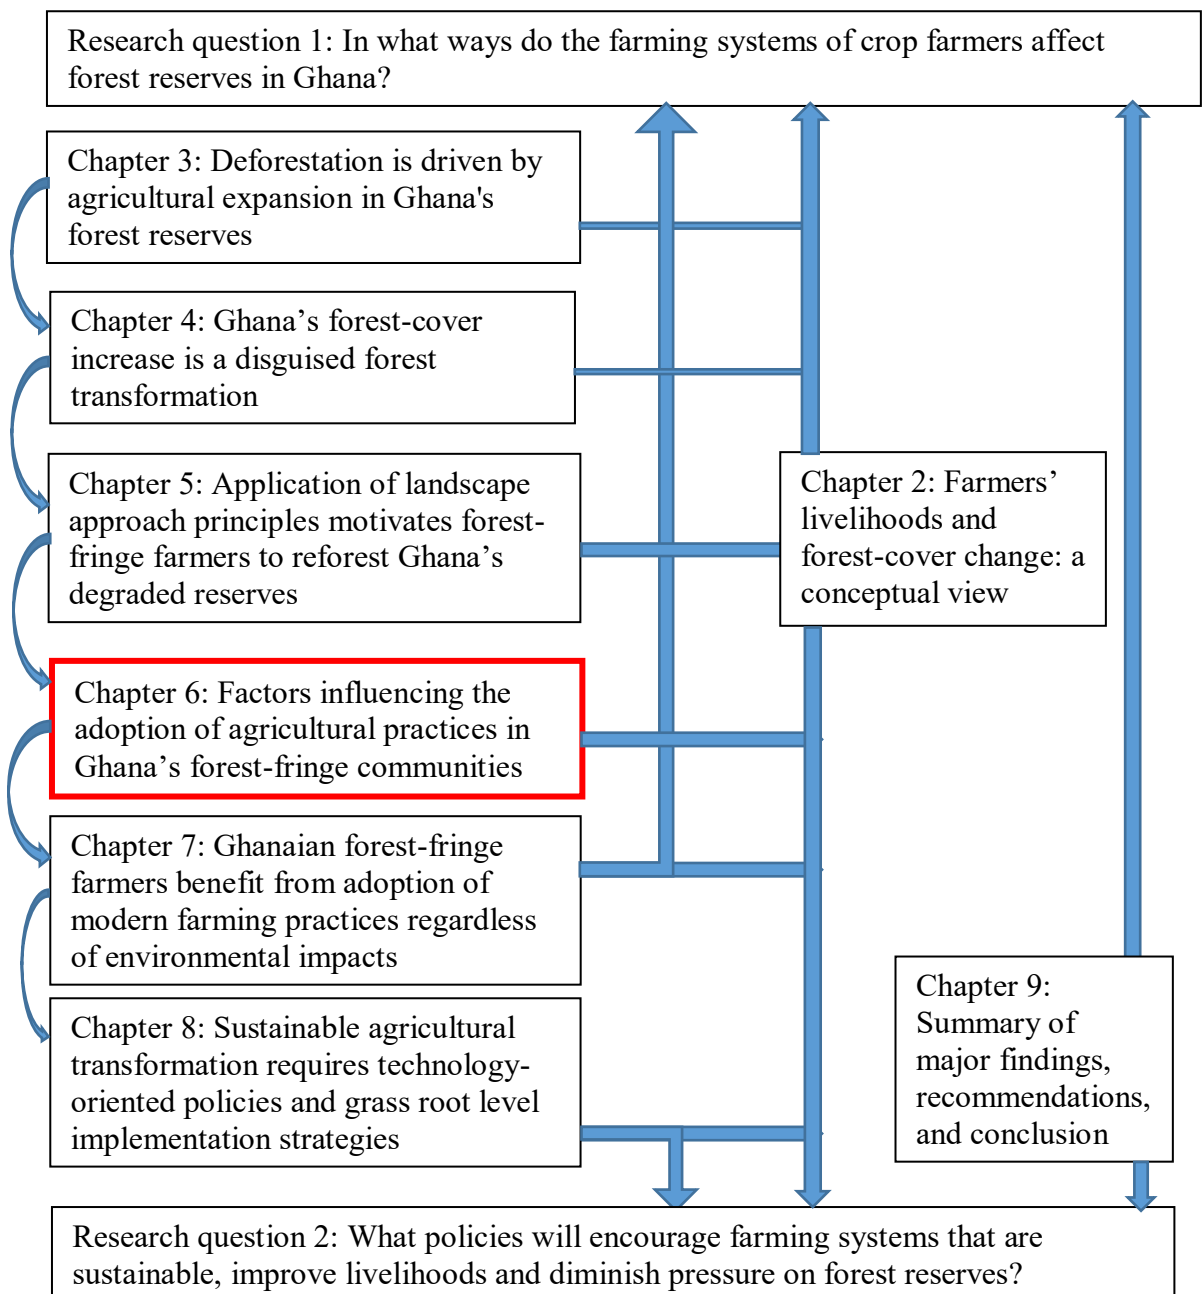 Research question 1: In what ways do the farming systems of crop farmers affect
forest reserves in Ghana?
Chapter 3: Deforestation is driven by
agricultural expansion in Ghana's
forest reserves
Chapter 4: Ghana’s forest-cover
increase is a disguised forest
transformation
Chapter 5: Application of landscape
approach principles motivates forest-
fringe farmers to reforest Ghana’s
degraded reserves
Chapter 2: Farmers’
livelihoods and
forest-cover change: a
conceptual view
Chapter 6: Factors influencing the
adoption of agricultural practices in
Ghana’s forest-fringe communities
Chapter 7: Ghanaian forest-fringe
farmers benefit from adoption of
modern farming practices regardless
of environmental impacts
Chapter 8: Sustainable agricultural
transformation requires technology-
oriented policies and grass root level
implementation strategies
Chapter 9:
Summary of
major findings,
recommendations,
and conclusion
Research question 2: What policies will encourage farming systems that are
sustainable, improve livelihoods and diminish pressure on forest reserves?